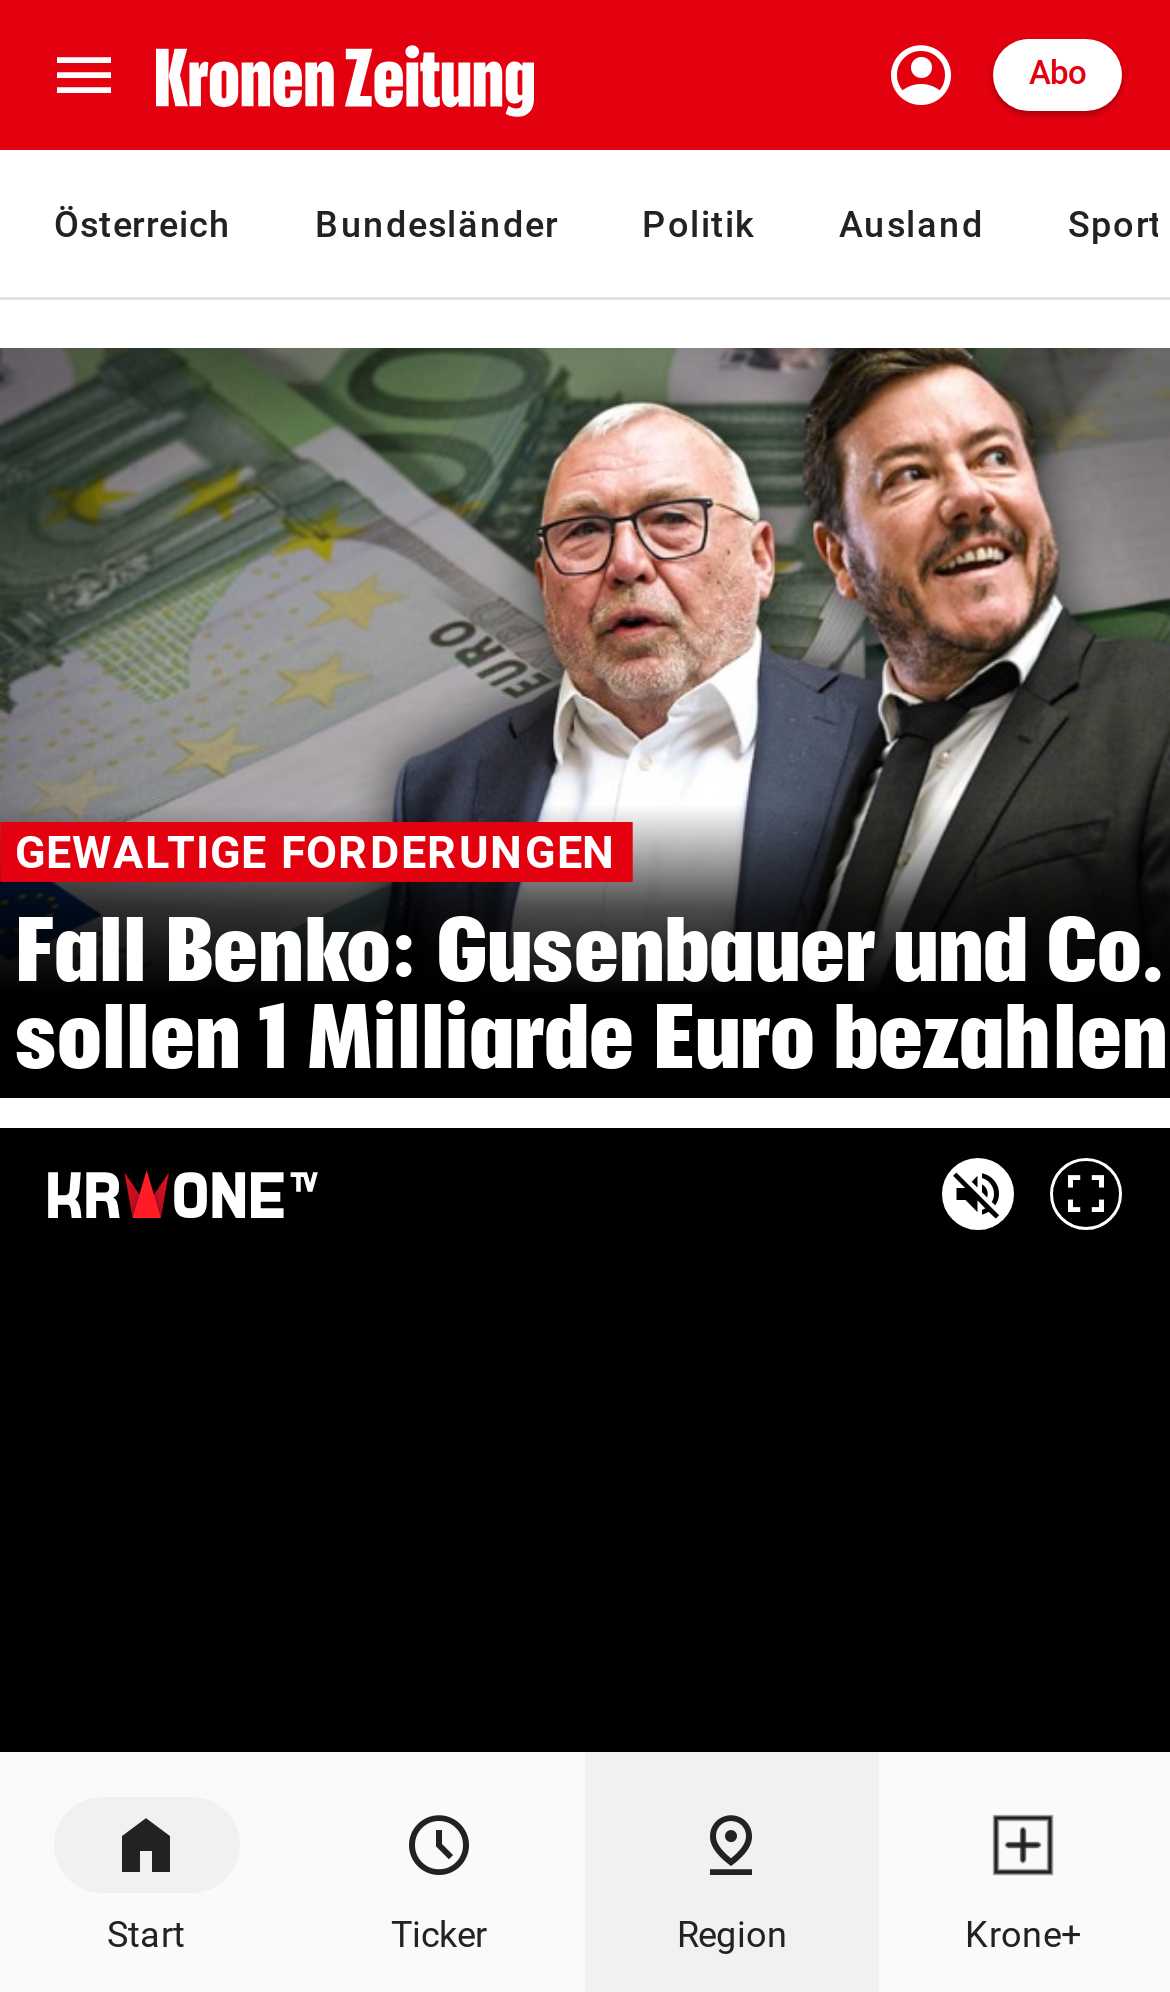 Kronen Zeitung
Abo
Österreich
Bundesländer
Politik
Ausland
Sport
EURO
GEWALTIGE FORDERUNGEN
Fall Benko: Gusenbauer und Co.
sollen 1 Milliarde Euro bezahlen
KRONE TV
Start
Ticker
Region
Krone+